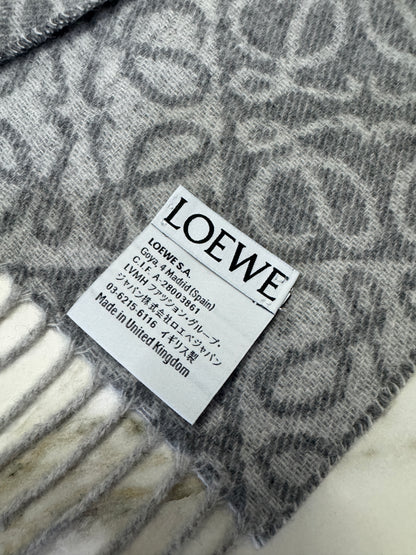 LOEWE
LOEWE S.A.
Goya, 4 Madrid (Spain)
C.I.F. A-28003861
LVMH ファッション・グループ・
ジャパン株式会社ロエベジャパン
03-6215-6116 イギリス製
Made in United Kingdom